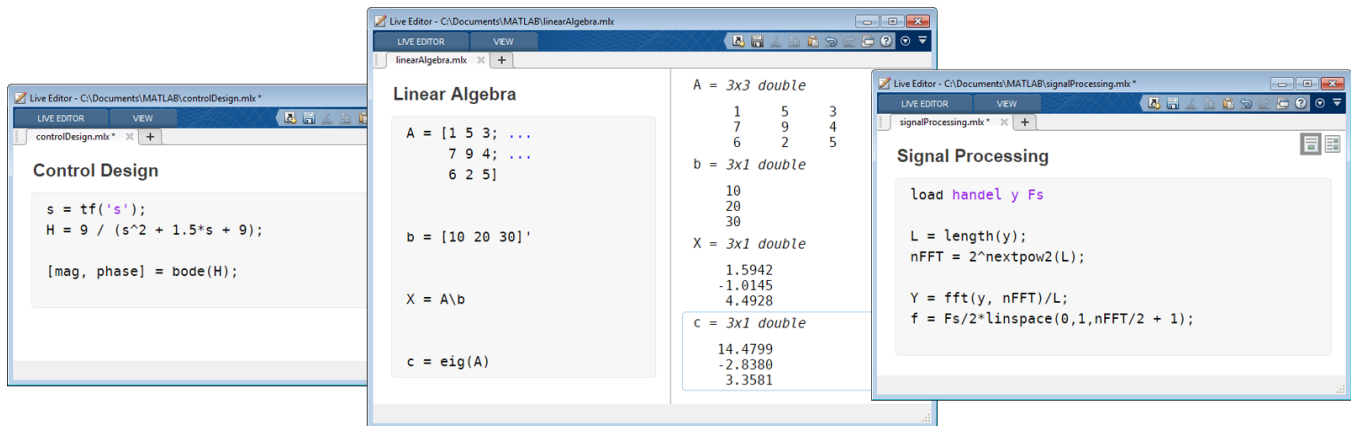 Live Editor - C:\Documents\MATLAB\controlDesign.mlx *
LIVE EDITOR VIEW
controlDesign.mlx * × +
Control Design
s = tf('s');
H = 9 / (s^2 + 1.5*s + 9);
[mag, phase] = bode(H);
Live Editor - C:\Documents\MATLAB\linearAlgebra.mlx
LIVE EDITOR VIEW
linearAlgebra.mlx × +
Linear Algebra
A = [1 5 3; ...
7 9 4; ...
6 2 5]
b = [10 20 30]'
X = A\b
c = eig(A)
A = 3x3 double
1 5 3
7 9 4
6 2 5
b = 3x1 double
10
20
30
X = 3x1 double
1.5942
-1.0145
4.4928
c = 3x1 double
14.4799
-2.8380
3.3581
Live Editor - C:\Documents\MATLAB\signalProcessing.mlx *
LIVE EDITOR VIEW
signalProcessing.mlx * × +
Signal Processing
load handel y Fs
L = length(y);
nFFT = 2^nextpow2(L);
Y = fft(y, nFFT)/L;
f = Fs/2*linspace(0,1,nFFT/2 + 1);